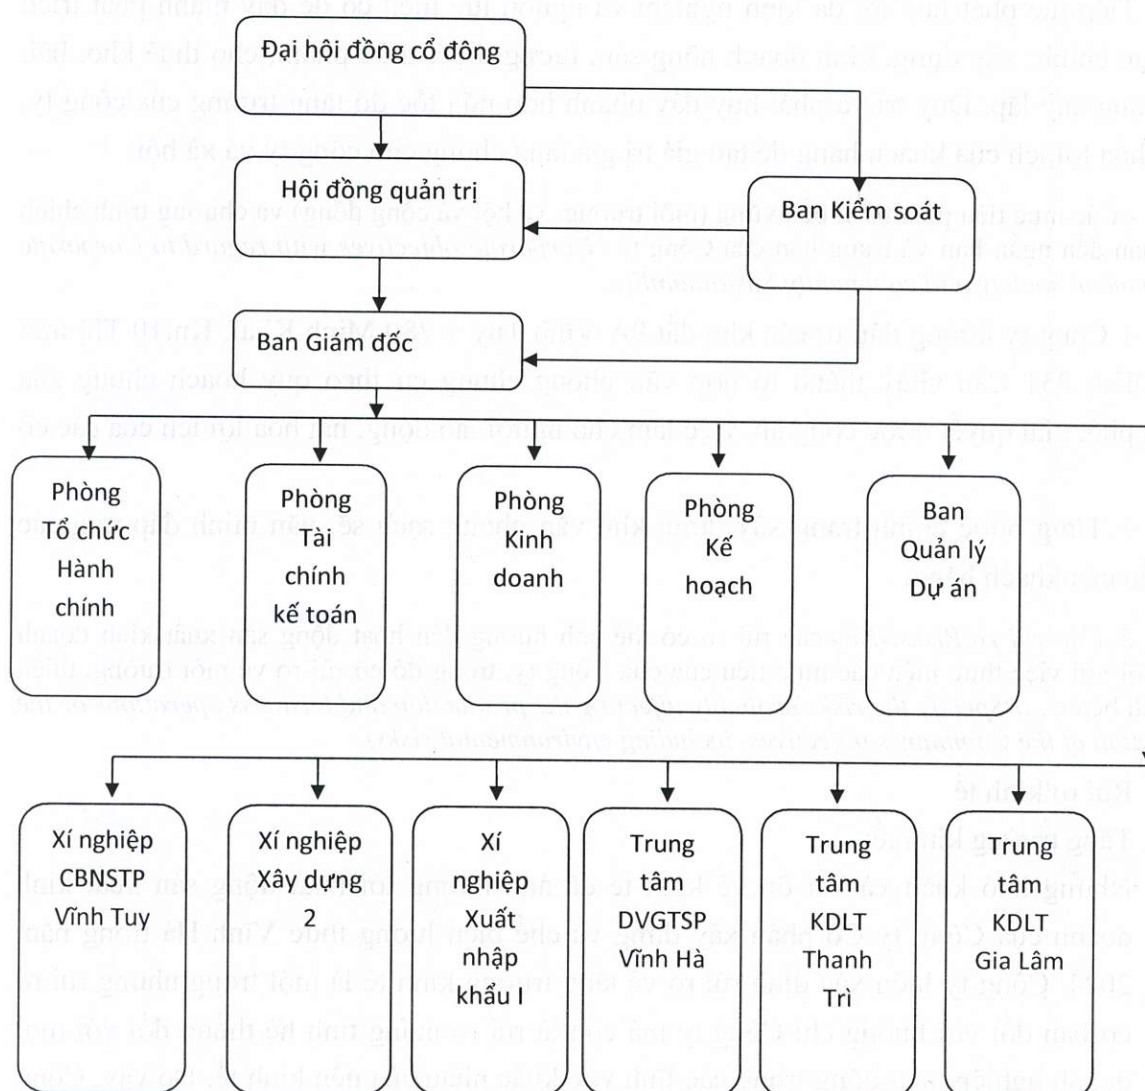 Đại hội đồng cổ đông
Hội đồng quản trị
Ban Kiểm soát
Ban Giám đốc
Phòng
Tổ chức
Hành
chính
Phòng
Tài
chính
kế toán
Phòng
Kinh
doanh
Phòng
Kế
hoạch
Ban
Quản lý
Dự án
Xí nghiệp
CBNSTP
Vĩnh Tuy
Xí nghiệp
Xây dựng
2
Xí
nghiệp
Xuất
nhập
khẩu I
Trung
tâm
DVGTSP
Vĩnh Hà
Trung
tâm
KDLT
Thanh
Trì
Trung
tâm
KDLT
Gia Lâm